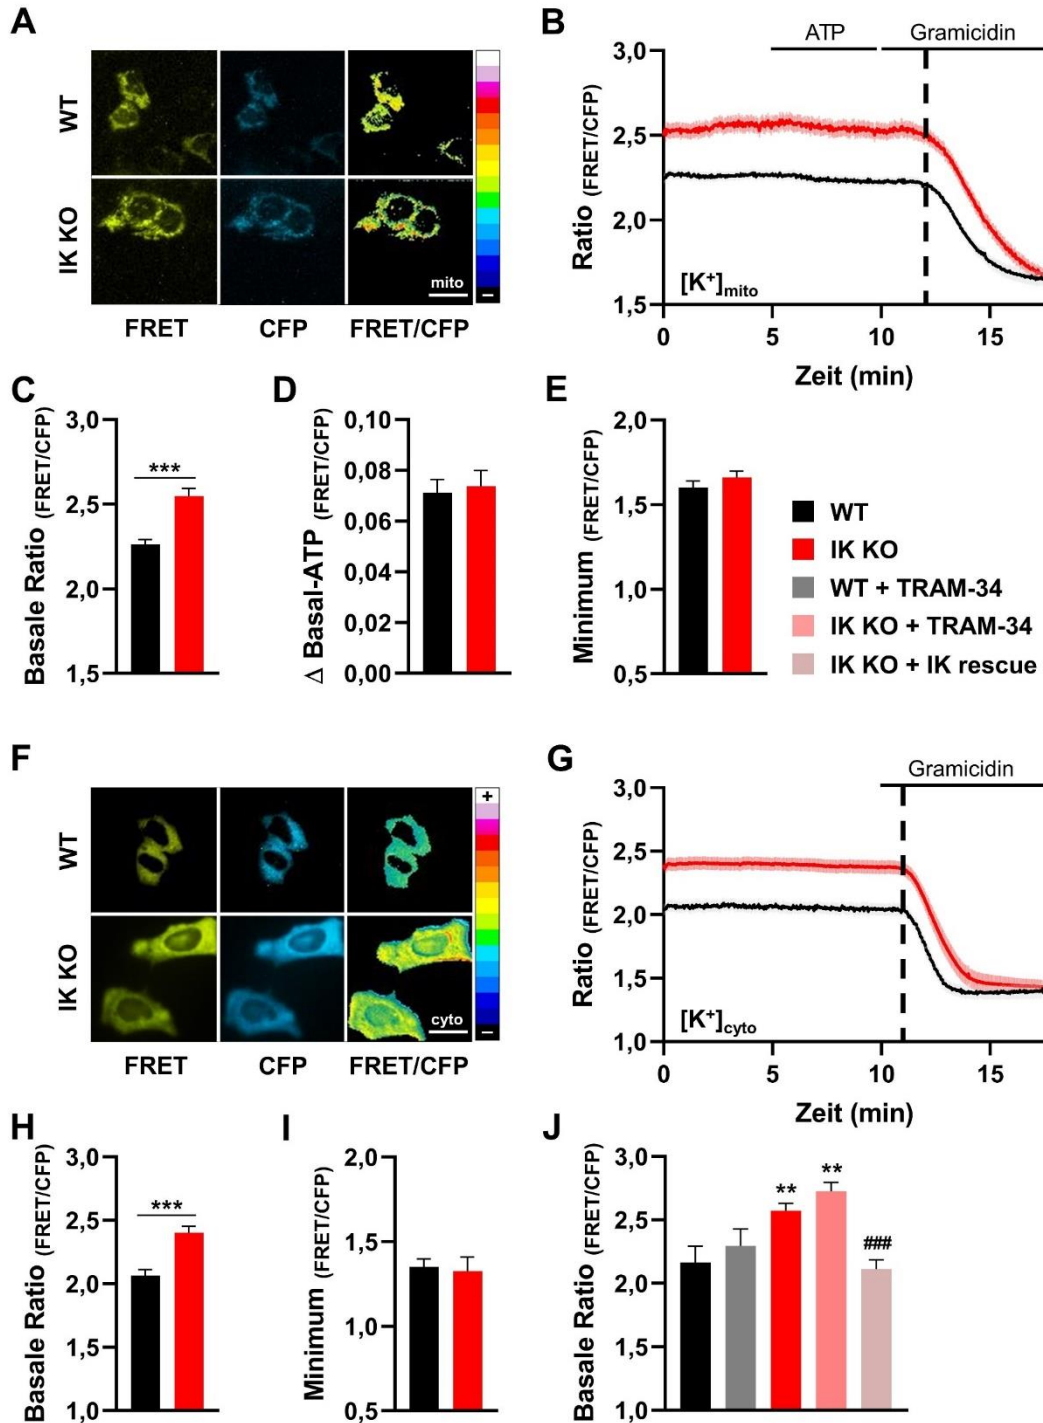 A
WT
IK KO
mito
–
FRET CFP FRET/CFP
B
ATP Gramicidin
Ratio (FRET/CFP)
3,0
2,5
2,0
1,5
[K+]mito
0 5 10 15
Zeit (min)
C
Basale Ratio (FRET/CFP)
3,0
2,5
2,0
1,5
***
D
Δ Basal-ATP (FRET/CFP)
0,10
0,08
0,06
0,04
0,02
0,00
E
Minimum (FRET/CFP)
2,0
1,5
1,0
0,5
WT
IK KO
WT + TRAM-34
IK KO + TRAM-34
IK KO + IK rescue
F
WT
IK KO
+
cyto
–
FRET CFP FRET/CFP
G
Gramicidin
Ratio (FRET/CFP)
3,0
2,5
2,0
1,5
1,0
[K+]cyto
0 5 10 15
Zeit (min)
H
Basale Ratio (FRET/CFP)
3,0
2,5
2,0
1,5
1,0
***
I
Minimum (FRET/CFP)
2,0
1,5
1,0
0,5
J
Basale Ratio (FRET/CFP)
3,0
2,5
2,0
1,5
1,0
** ** ###